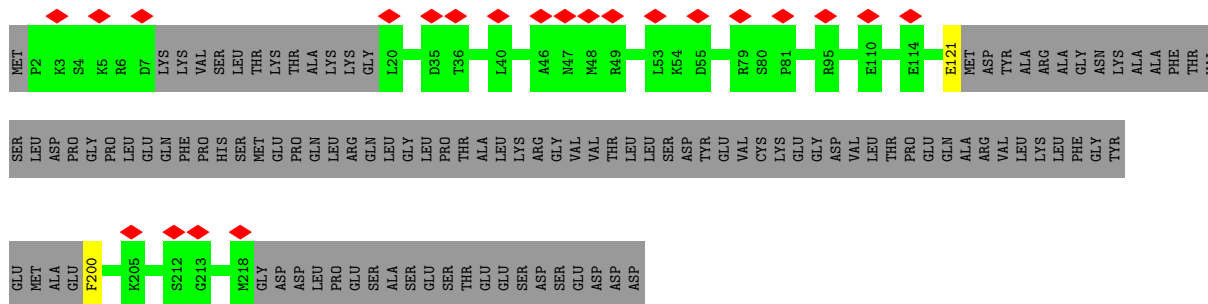 MET P2 K3 S4 K5 R6 D7 LYS LYS VAL SER LEU THR LYS THR ALA LYS LYS GLY L20 D35 T36 L40 A46 N47 M48 R49 L53 K54 D55 R79 S80 P81 R95 E110 E114 E121 MET ASP TYR ALA ARG ALA GLY ASN LYS ALA ALA PHE THR
SER LEU ASP PRO GLY PRO LEU GLU GLN PHE PRO HIS SER MET GLU PRO GLN LEU ARG GLN LEU GLY LEU PRO THR ALA LEU LYS ARG GLY VAL VAL THR LEU LEU SER ASP TYR GLU VAL CYS LYS GLU GLY ASP VAL LEU THR PRO GLU GLN ALA ARG VAL LEU LYS LEU PHE GLY TYR
GLU MET ALA GLU F200 K205 S212 G213 M218 GLY ASP ASP LEU PRO GLU SER ALA SER GLU SER THR GLU GLU SER ASP SER GLU ASP ASP ASP